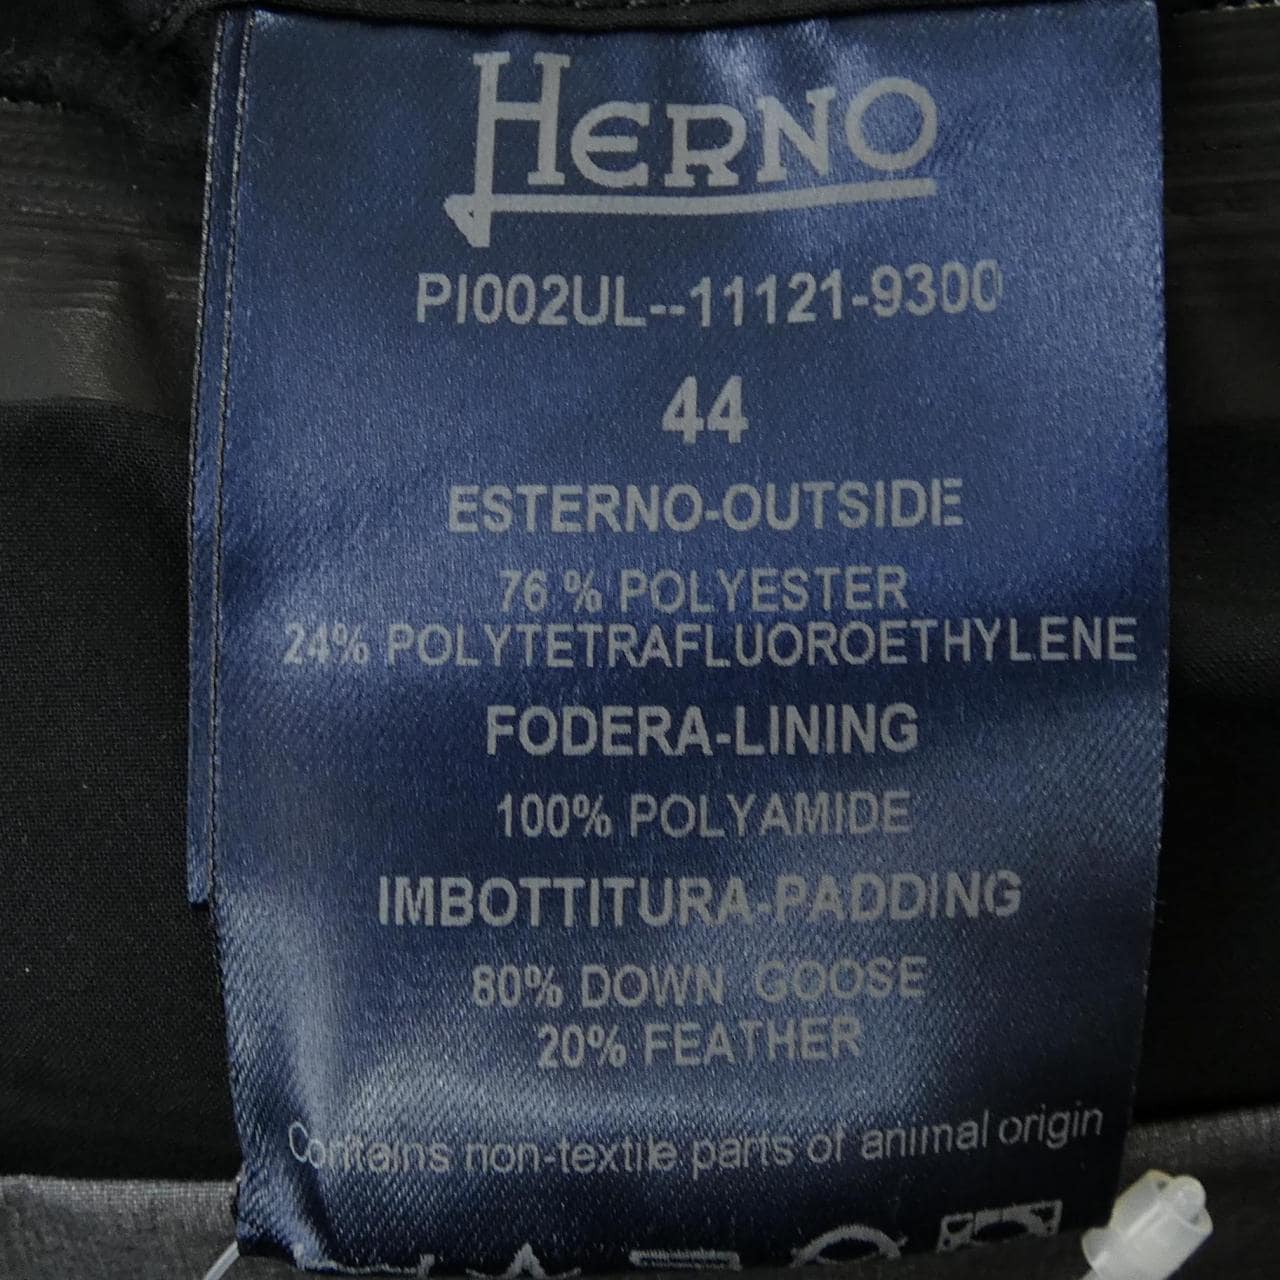 HERNO
PI002UL--11121-9300
44
ESTERNO-OUTSIDE
76 % POLYESTER
24% POLYTETRAFLUOROETHYLENE
FODERA-LINING
100% POLYAMIDE
IMBOTTITURA-PADDING
80% DOWN GOOSE
20% FEATHER
Contains non-textile parts of animal origin